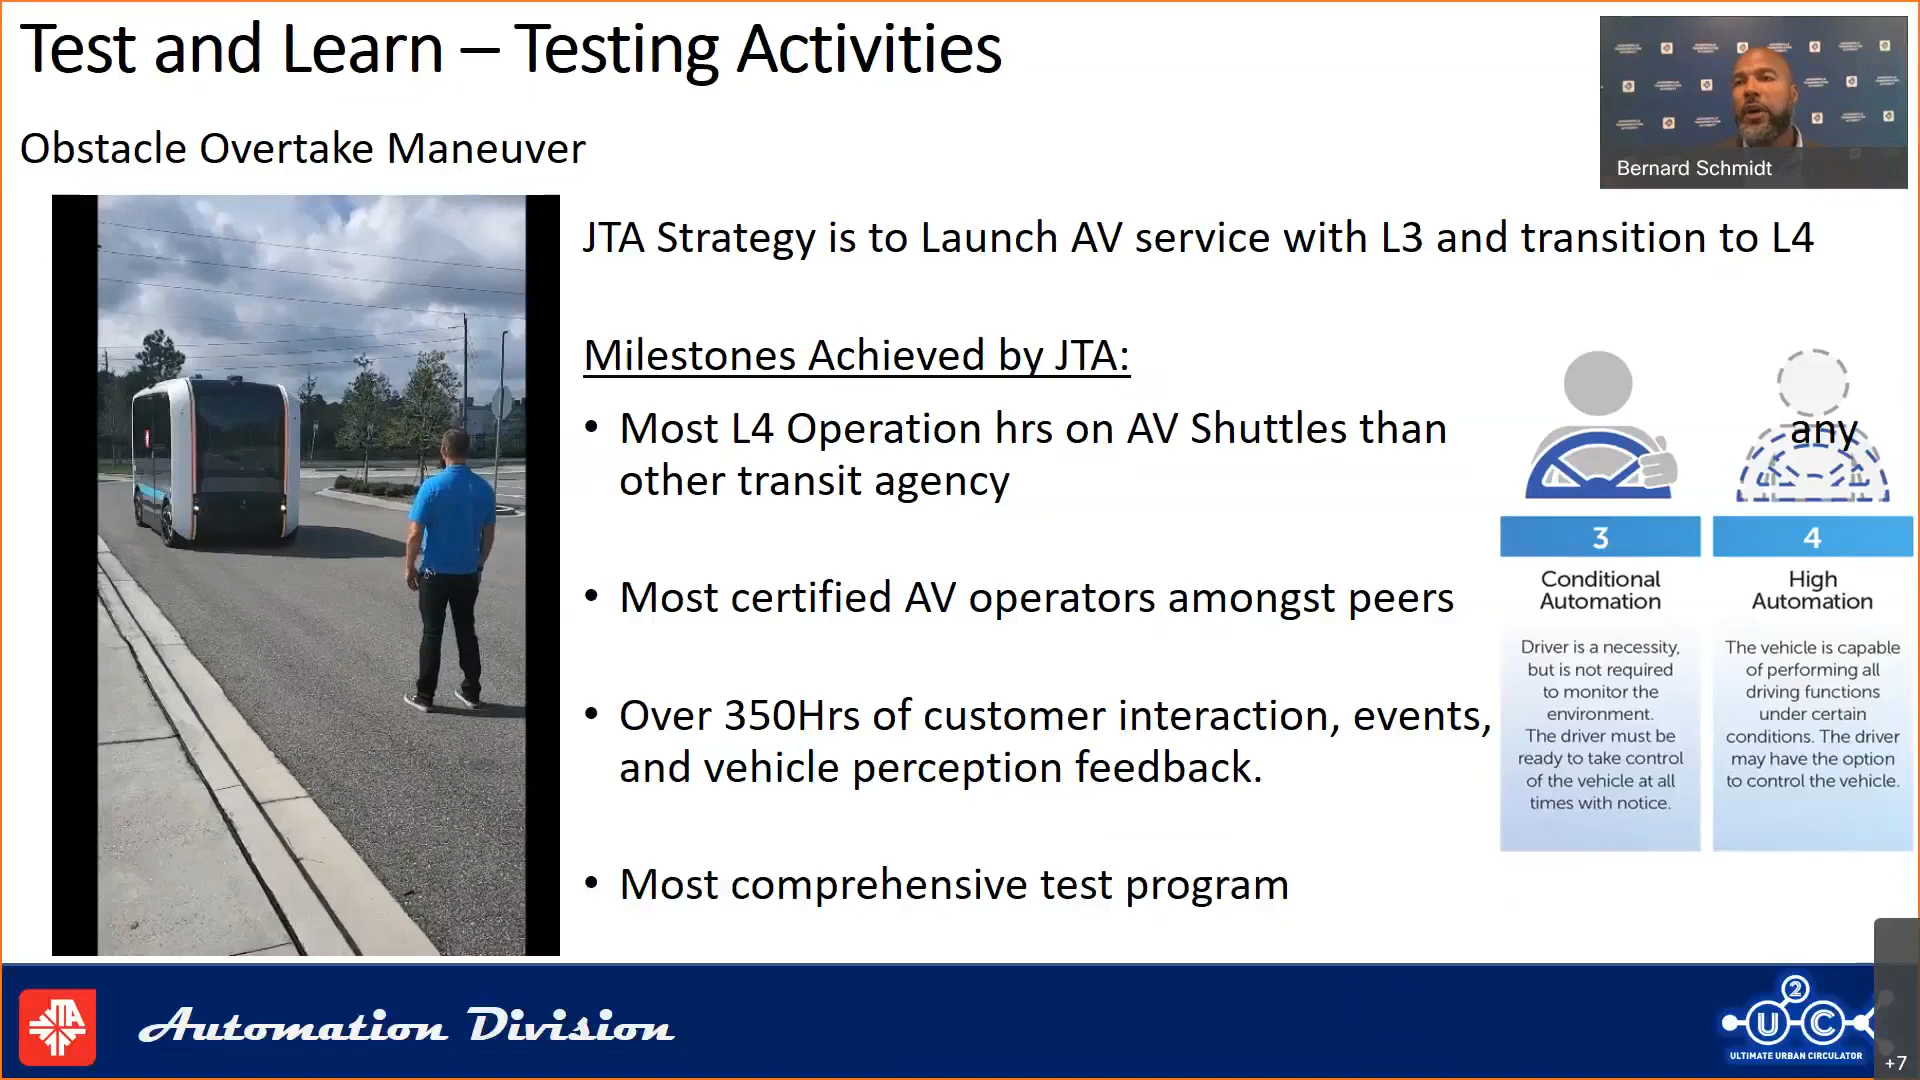 Test and Learn – Testing Activities
Obstacle Overtake Maneuver
Bernard Schmidt
JTA Strategy is to Launch AV service with L3 and transition to L4
Milestones Achieved by JTA:
• Most L4 Operation hrs on AV Shuttles than any
other transit agency
• Most certified AV operators amongst peers
• Over 350Hrs of customer interaction, events,
and vehicle perception feedback.
• Most comprehensive test program
3
Conditional
Automation
Driver is a necessity,
but is not required
to monitor the
environment.
The driver must be
ready to take control
of the vehicle at all
times with notice.
4
High
Automation
The vehicle is capable
of performing all
driving functions
under certain
conditions. The driver
may have the option
to control the vehicle.
JTA
Automation Division
U2C
ULTIMATE URBAN CIRCULATOR
+7